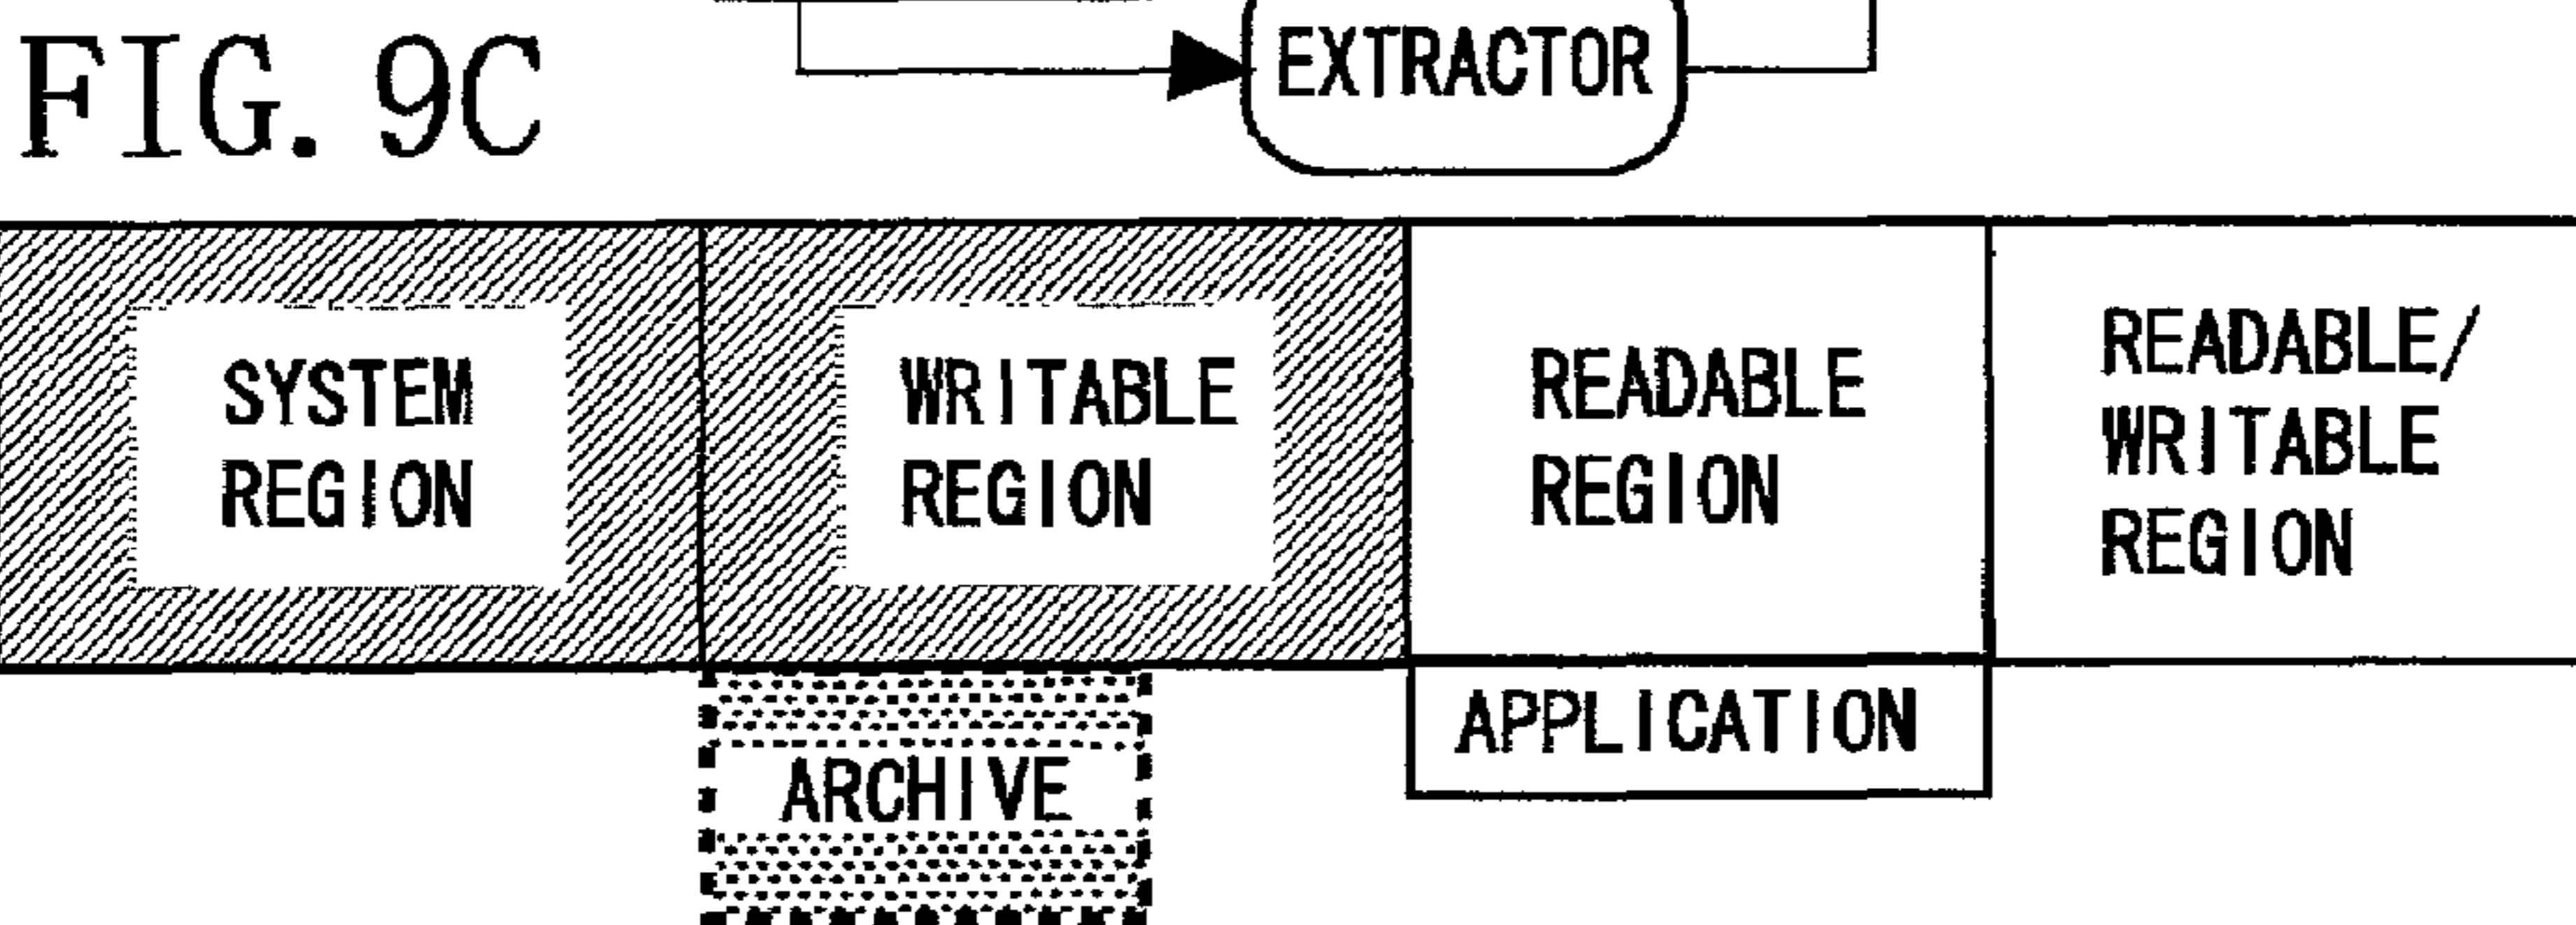 EXTRACTOR
FIG. 9C
SYSTEM
REGION
WRITABLE
REGION
READABLE
REGION
READABLE/
WRITABLE
REGION
APPLICATION
ARCHIVE